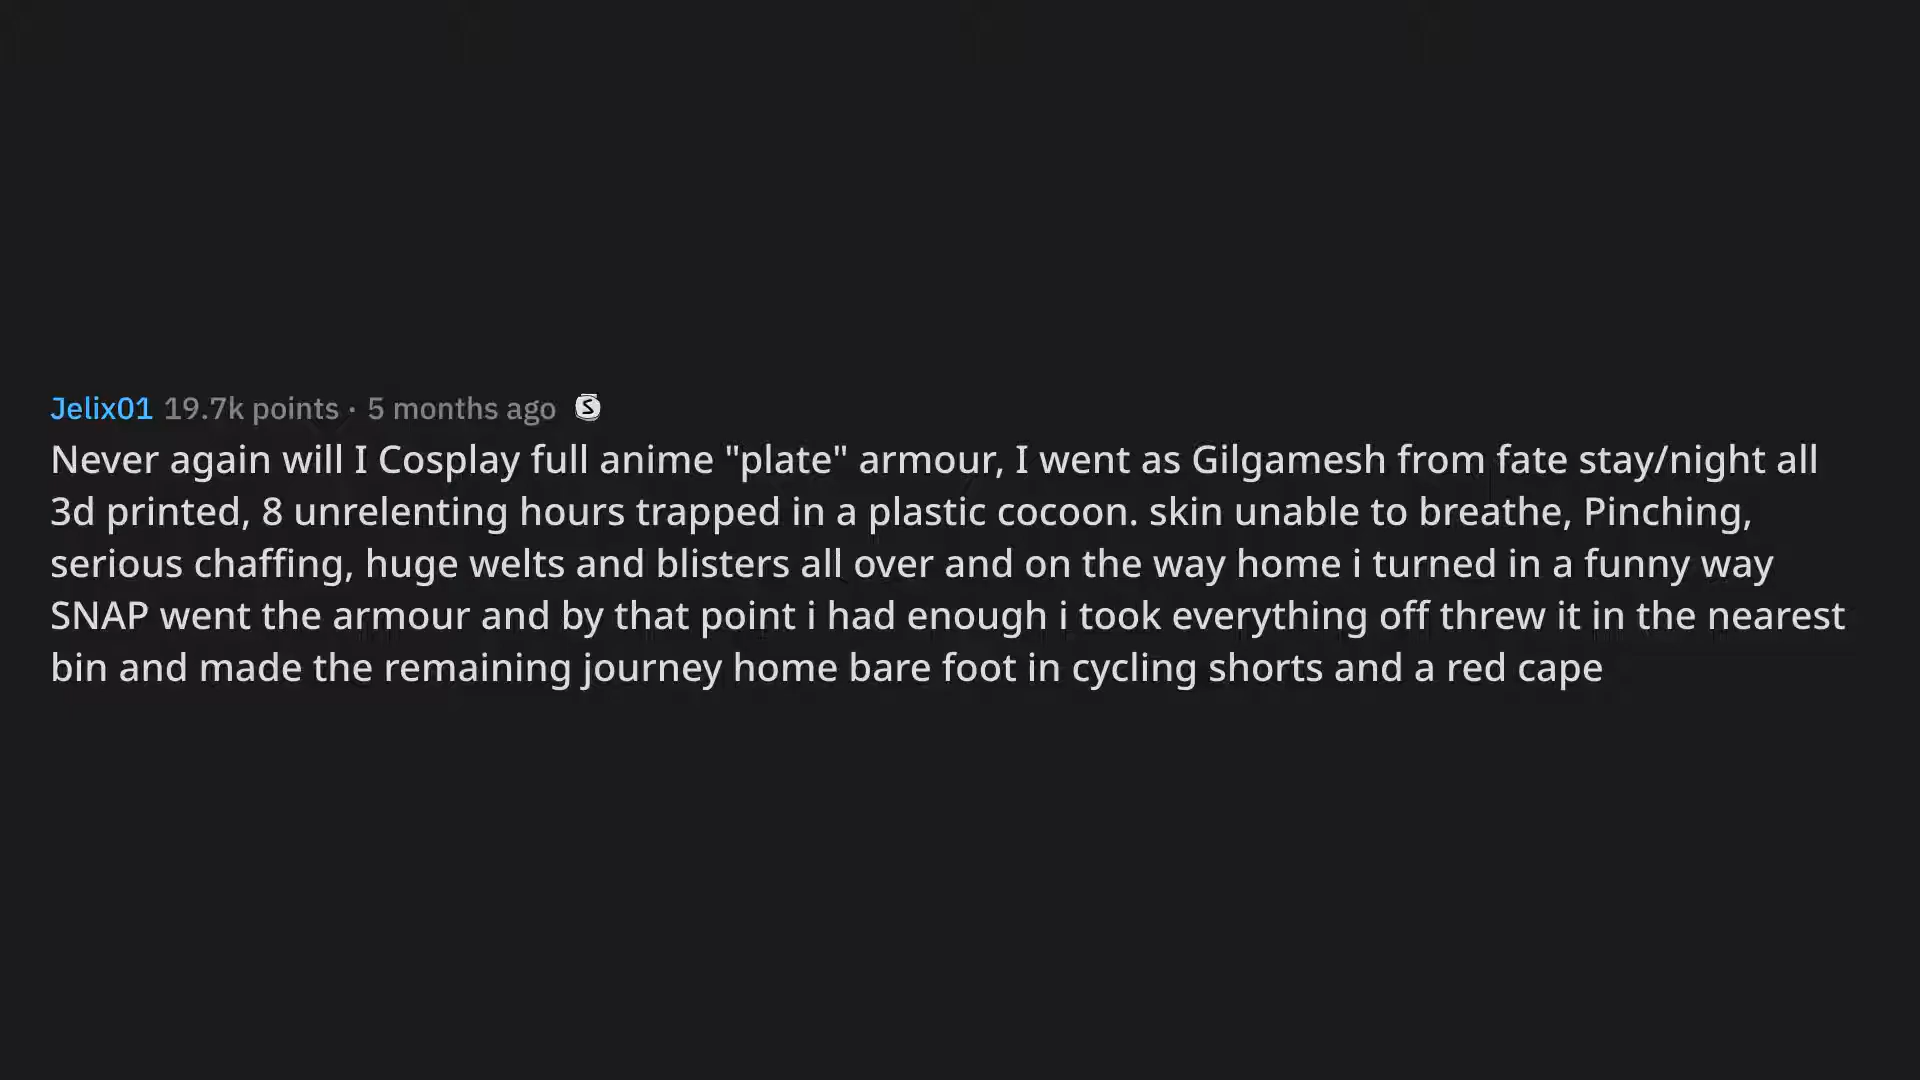 Jelix01 19.7k points · 5 months ago S
Never again will I Cosplay full anime "plate" armour, I went as Gilgamesh from fate stay/night all
3d printed, 8 unrelenting hours trapped in a plastic cocoon. skin unable to breathe, Pinching,
serious chaffing, huge welts and blisters all over and on the way home i turned in a funny way
SNAP went the armour and by that point i had enough i took everything off threw it in the nearest
bin and made the remaining journey home bare foot in cycling shorts and a red cape